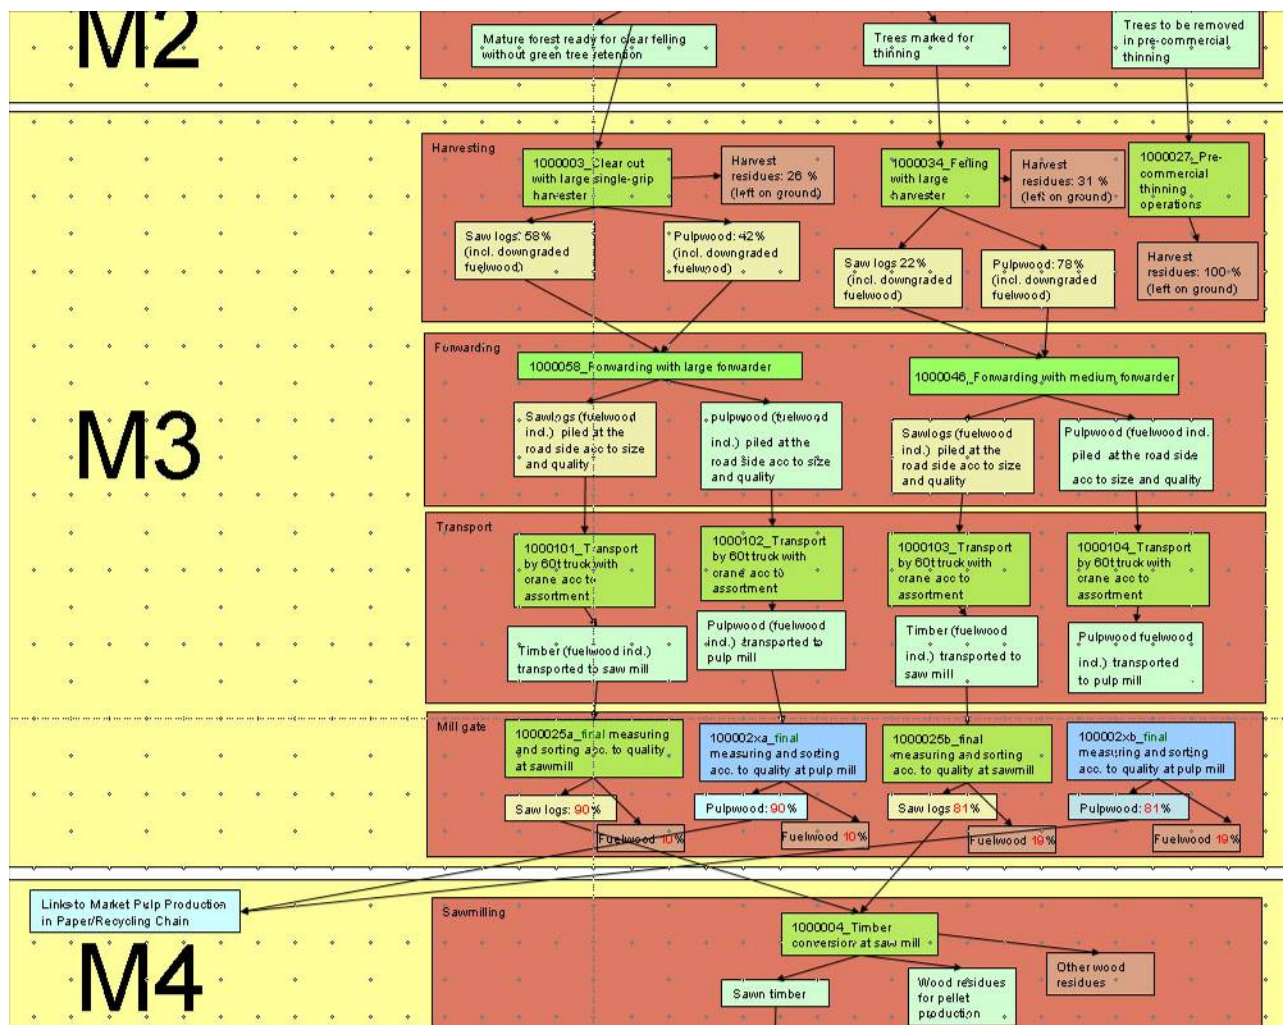 M2
Mature forest ready for clear felling
without green tree retention
Trees marked for
thinning
Trees to be removed
in pre-commercial
thinning
M3
Harvesting
1000003_Clear cut
with large single-grip
harvester
Harvest
residues: 26 %
(left on ground)
1000034_Felling
with large
harvester
Harvest
residues: 31 %
(left on ground)
1000027_Pre-
commercial
thinning
operations
Saw logs: 58%
(incl. downgraded
fuelwood)
Pulpwood: 42%
(incl. downgraded
fuelwood)
Saw logs 22%
(incl. downgraded
fuelwood)
Pulpwood: 78%
(incl. downgraded
fuelwood)
Harvest
residues: 100 %
(left on ground)
Forwarding
1000058_Forwarding with large forwarder
1000046_Forwarding with medium forwarder
Sawlogs (fuelwood
incl.) piled at the
road side acc to size
and quality
pulpwood (fuelwood
incl.) piled at the
road side acc to size
and quality
Sawlogs (fuelwood
incl.) piled at the
road side acc to size
and quality
Pulpwood (fuelwood incl.
piled at the road side
acc to size and quality
Transport
1000101_Transport
by 60t truck with
crane acc to
assortment
1000102_Transport
by 60t truck with
crane acc to
assortment
1000103_Transport
by 60t truck with
crane acc to
assortment
1000104_Transport
by 60t truck with
crane acc to
assortment
Timber (fuelwood incl.)
transported to saw mill
Pulpwood (fuelwood
incl.) transported to
pulp mill
Timber (fuelwood
incl.) transported to
saw mill
Pulpwood fuelwood
incl.) transported
to pulp mill
Mill gate
1000025a_final measuring
and sorting acc. to quality
at sawmill
100002xa_final
measuring and sorting
acc. to quality at pulp mill
1000025b_final
measuring and sorting
acc. to quality at sawmill
100002xb_final
measuring and sorting
acc. to quality at pulp mill
Saw logs: 90%
Pulpwood: 90%
Saw logs 81%
Pulpwood: 81%
Fuelwood 10%
Fuelwood 10%
Fuelwood 19%
Fuelwood 19%
Links to Market Pulp Production
in Paper/Recycling Chain
M4
Sawmilling
1000004_Timber
conversion at saw mill
Sawn timber
Wood residues
for pellet
production
Other wood
residues